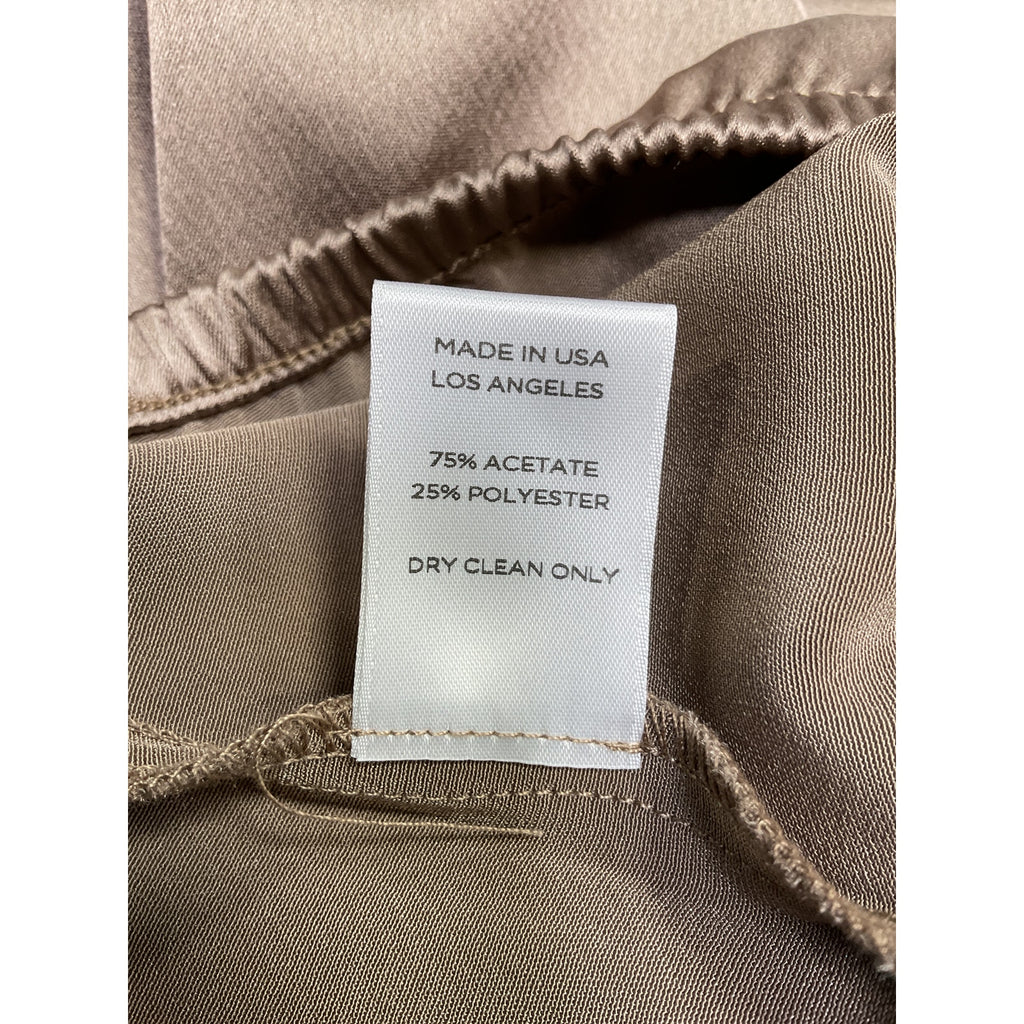 MADE IN USA
LOS ANGELES
75% ACETATE
25% POLYESTER
DRY CLEAN ONLY